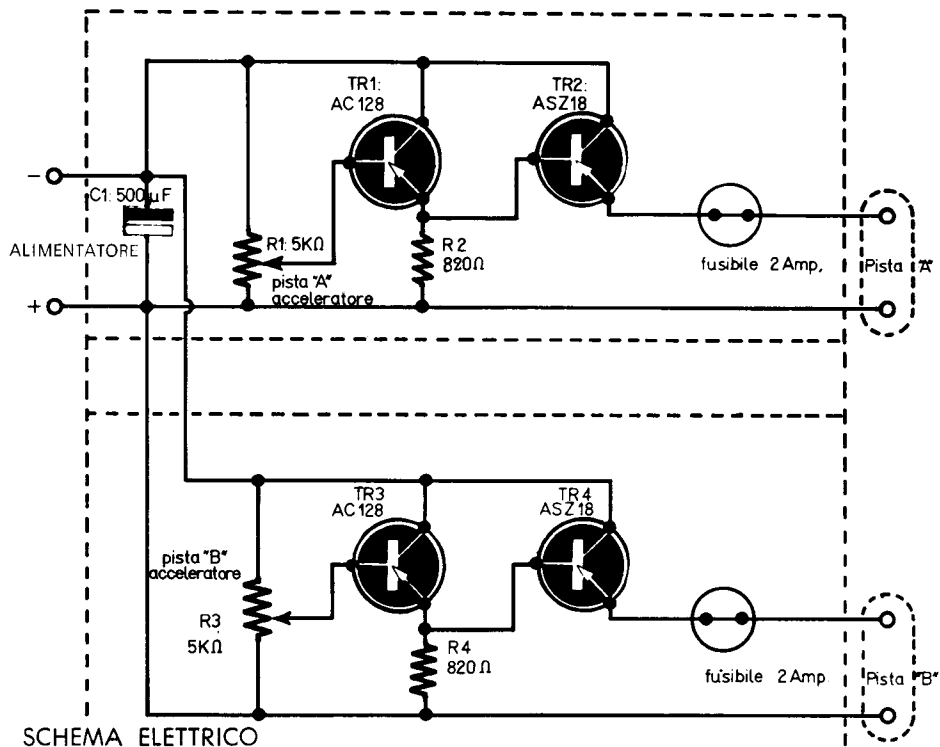 TR1:
AC128
TR2:
ASZ18
−
C1: 500µF
ALIMENTATORE
+
R1: 5KΩ
pista "A"
acceleratore
R2
820Ω
fusibile 2 Amp,
Pista "A"
TR3
AC128
TR4
ASZ18
pista "B"
acceleratore
R3
5KΩ
R4
820Ω
fusibile 2 Amp
Pista "B"
SCHEMA ELETTRICO